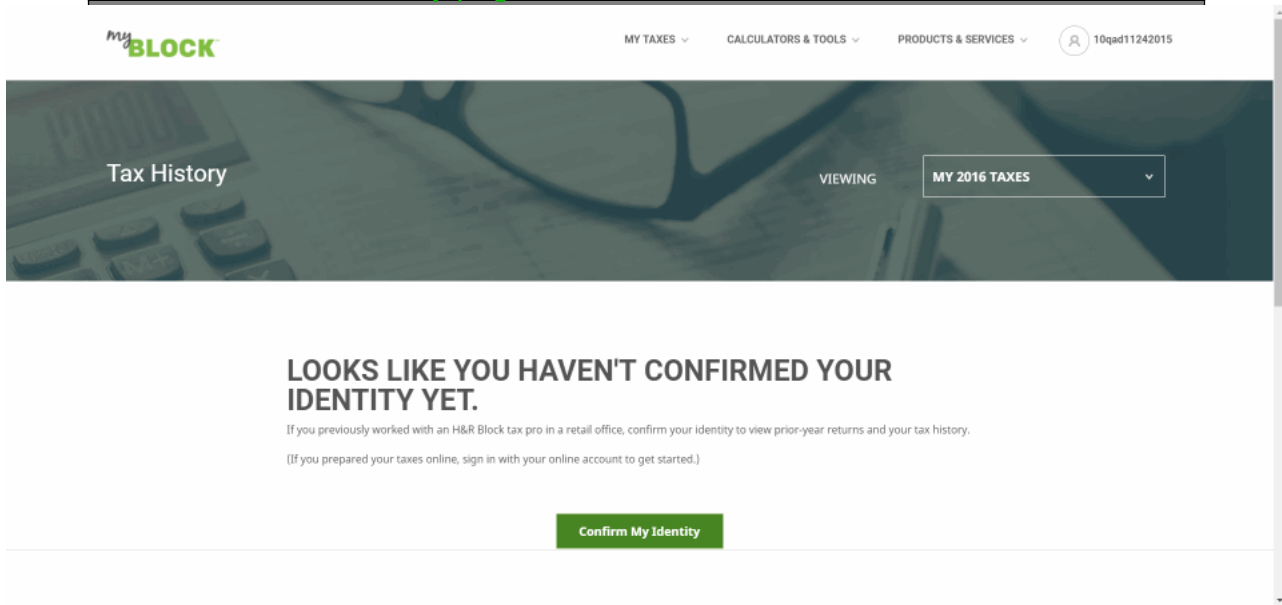 myBLOCK
MY TAXES
CALCULATORS & TOOLS
PRODUCTS & SERVICES
10qad11242015
Tax History
VIEWING
MY 2016 TAXES
LOOKS LIKE YOU HAVEN'T CONFIRMED YOUR
IDENTITY YET.
If you previously worked with an H&R Block tax pro in a retail office, confirm your identity to view prior-year returns and your tax history.
(If you prepared your taxes online, sign in with your online account to get started.)
Confirm My Identity